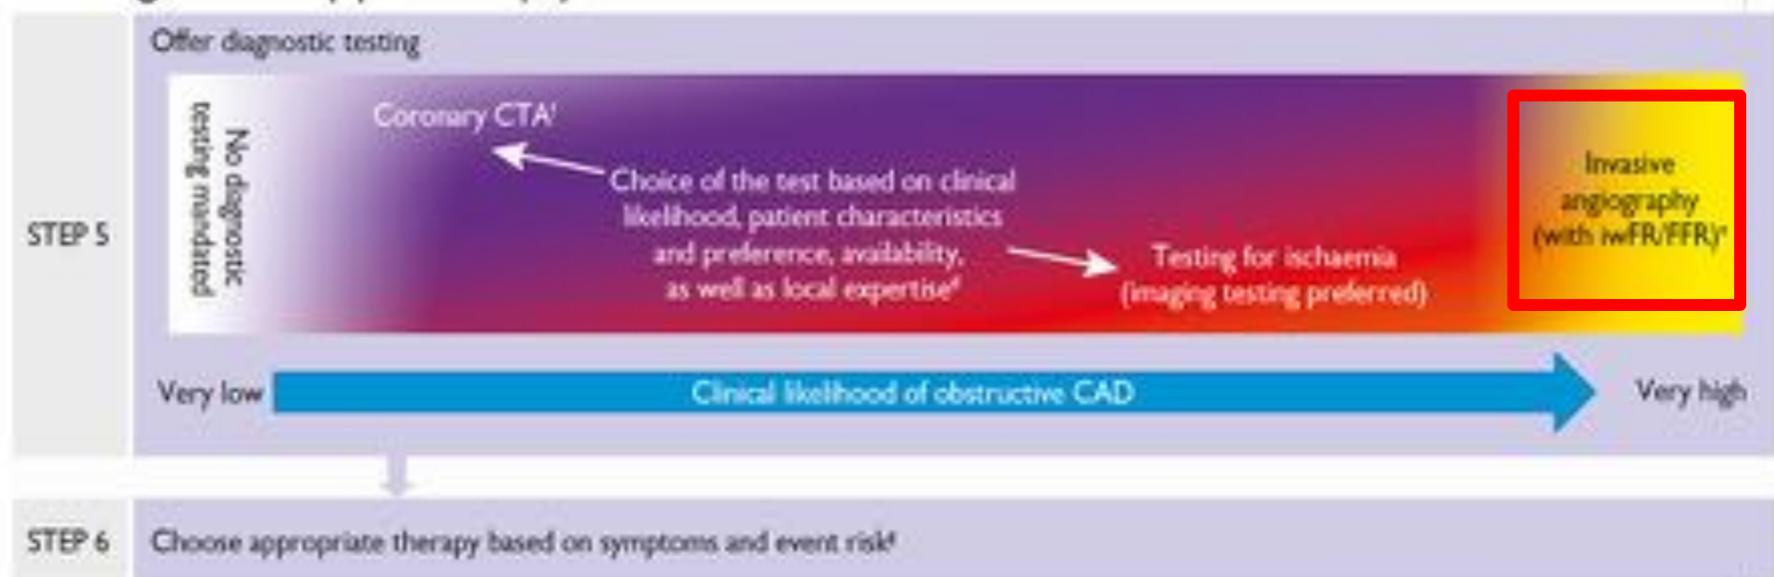 Offer diagnostic testing
STEP 5
No diagnostic
testing mandated
Coronary CTA
Choice of the test based on clinical
likelihood, patient characteristics
and preference, availability,
as well as local expertise
Testing for ischaemia
(imaging testing preferred)
Invasive
angiography
(with iwFR/FFR)
Very low
Clinical likelihood of obstructive CAD
Very high
STEP 6
Choose appropriate therapy based on symptoms and event risk